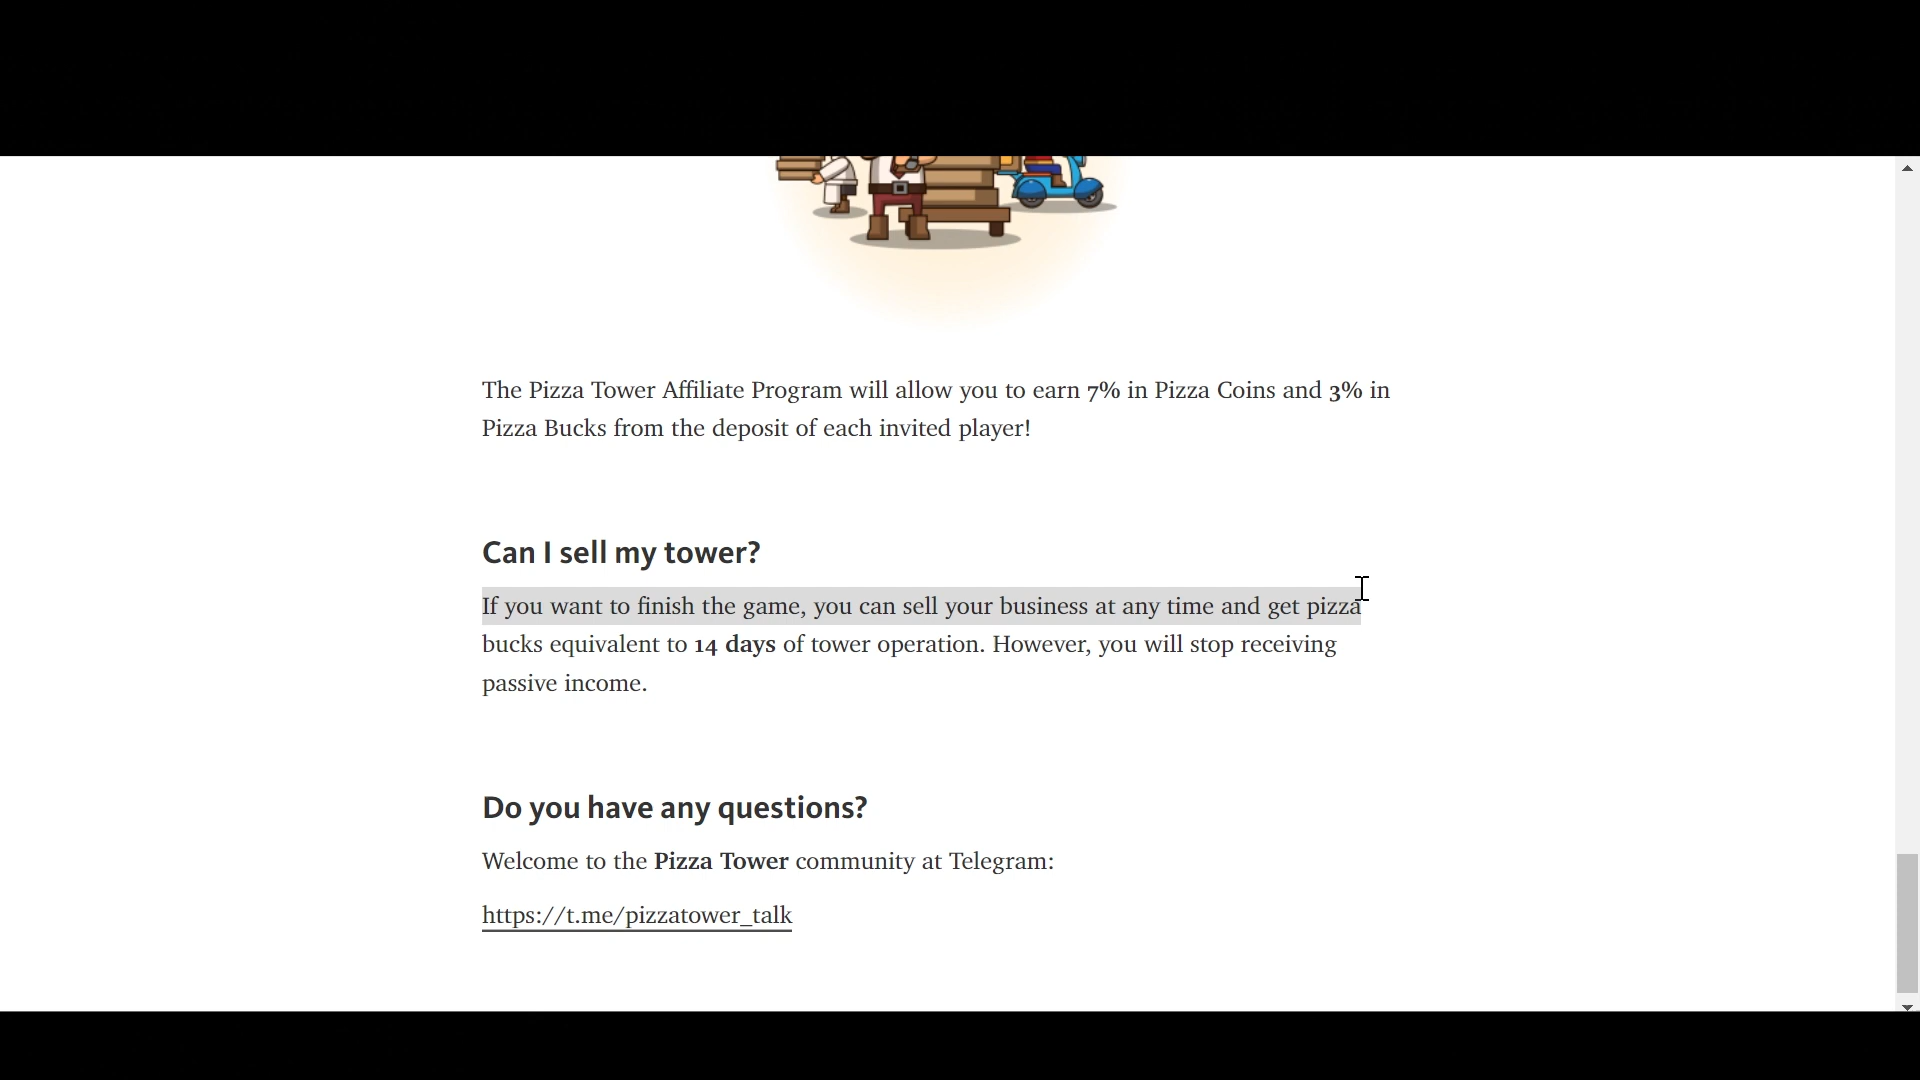 The Pizza Tower Affiliate Program will allow you to earn 7% in Pizza Coins and 3% in
Pizza Bucks from the deposit of each invited player!
Can I sell my tower?
If you want to finish the game, you can sell your business at any time and get pizza
bucks equivalent to 14 days of tower operation. However, you will stop receiving
passive income.
Do you have any questions?
Welcome to the Pizza Tower community at Telegram:
https://t.me/pizzatower_talk